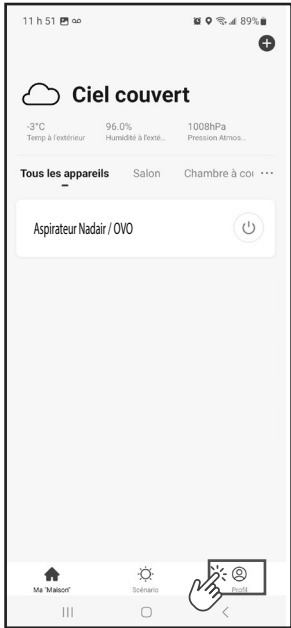 11 h 51 89%
Ciel couvert
-3°C 96.0% 1008hPa
Temp à l'extérieur Humidité à l'exté... Pression Atmos...
Tous les appareils Salon Chambre à cou ···
Aspirateur Nadair / OVO
Ma "Maison" Scénario Profil